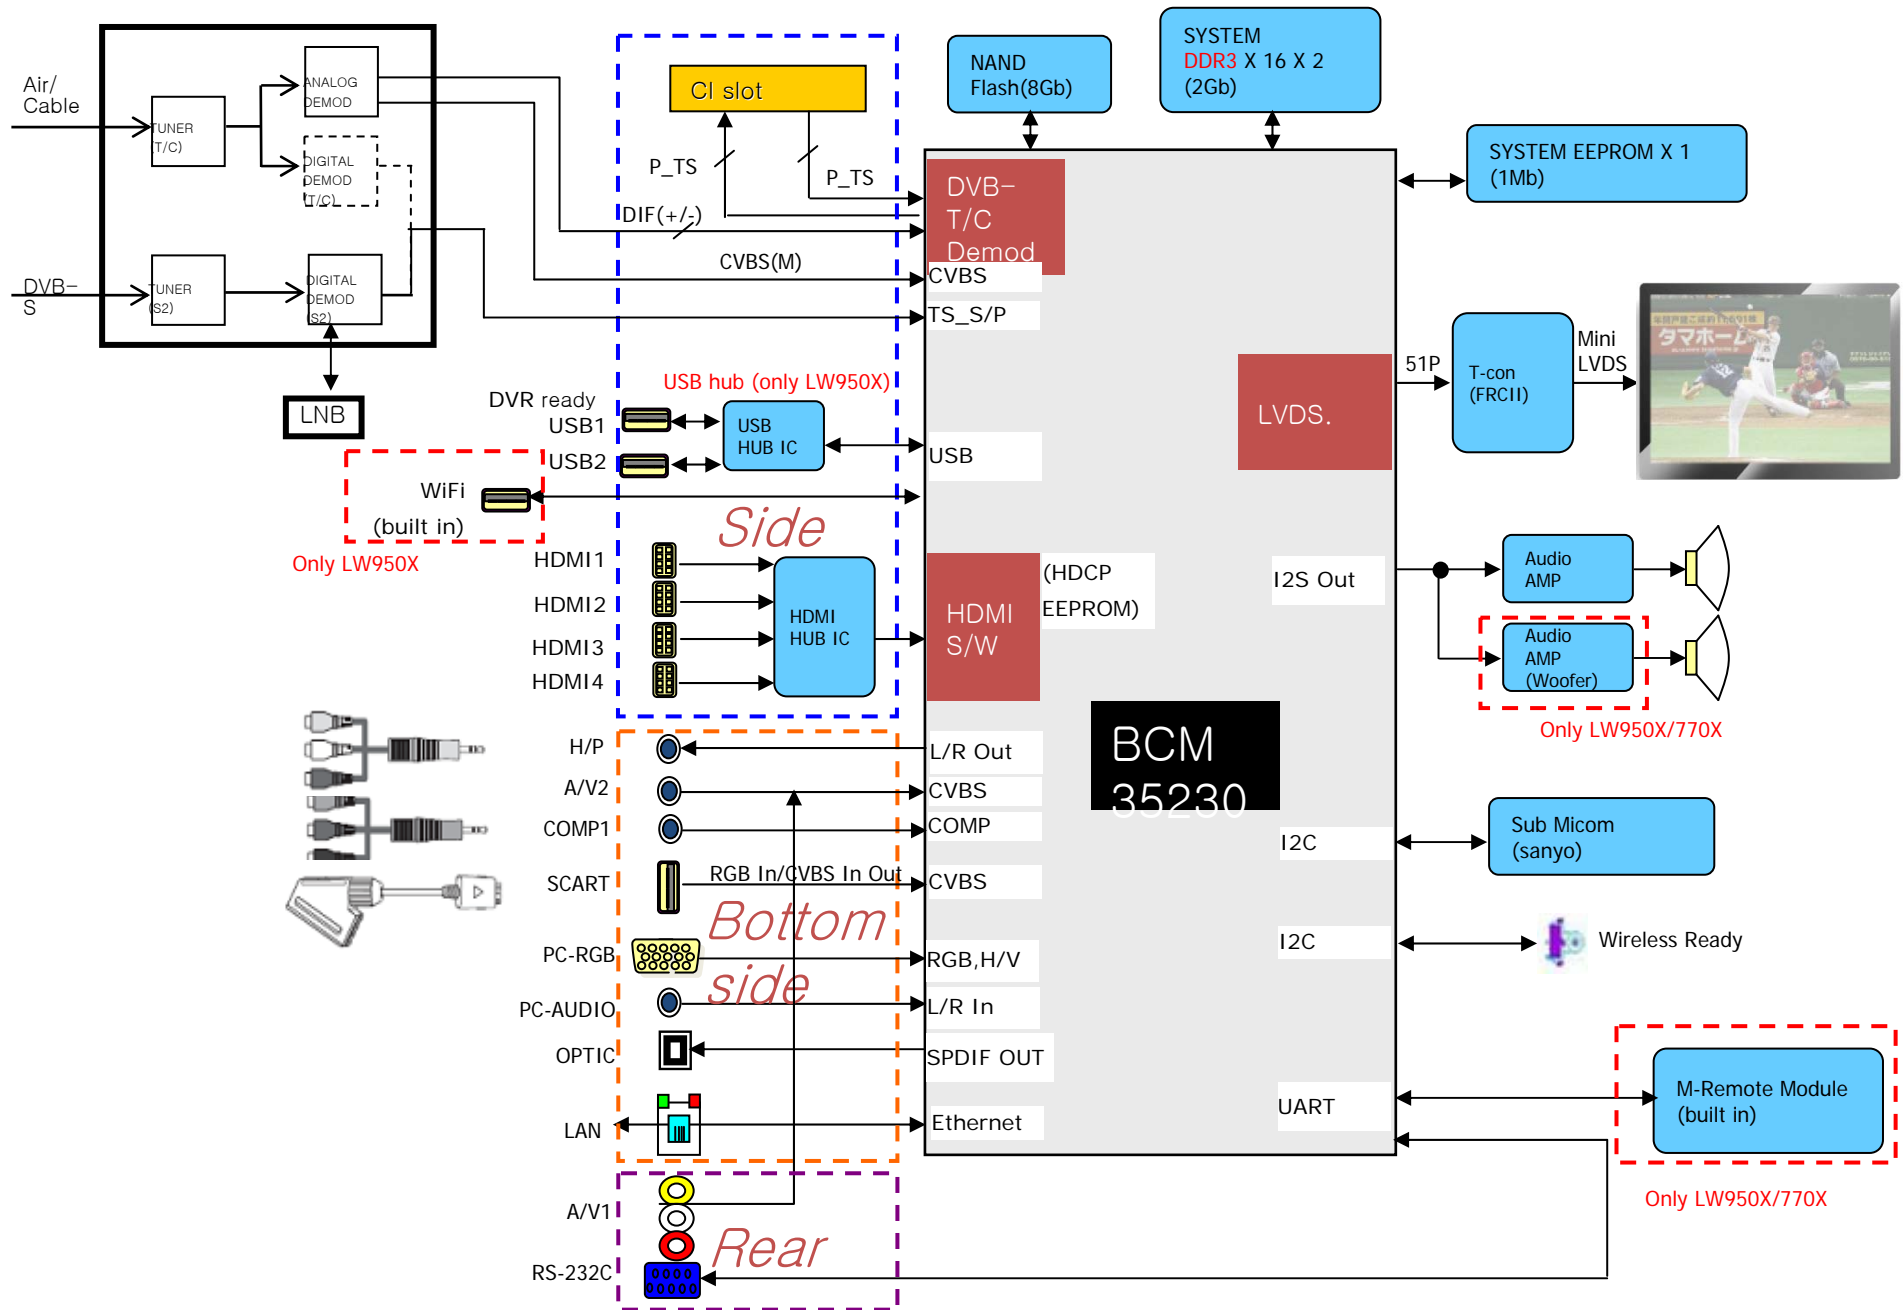 Air/
Cable
TUNER
(T/C)
ANALOG
DEMOD
DIGITAL
DEMOD
(T/C)
DVB-
S
TUNER
(S2)
DIGITAL
DEMOD
(S2)
LNB
CI slot
P_TS
P_TS
DIF(+/-)
CVBS(M)
NAND
Flash(8Gb)
SYSTEM
DDR3 X 16 X 2
(2Gb)
SYSTEM EEPROM X 1
(1Mb)
DVB-
T/C
Demod
CVBS
TS_S/P
USB hub (only LW950X)
DVR ready
USB1
USB2
USB
HUB IC
USB
WiFi
(built in)
Only LW950X
Side
HDMI1
HDMI2
HDMI3
HDMI4
HDMI
HUB IC
HDMI
S/W
(HDCP
EEPROM)
LVDS.
51P
T-con
(FRCII)
Mini
LVDS
タマホーム
I2S Out
Audio
AMP
Audio
AMP
(Woofer)
Only LW950X/770X
BCM
35230
H/P
L/R Out
A/V2
CVBS
COMP1
COMP
SCART
RGB In/CVBS In Out
CVBS
Bottom
side
PC-RGB
RGB,H/V
PC-AUDIO
L/R In
OPTIC
SPDIF OUT
LAN
Ethernet
I2C
Sub Micom
(sanyo)
I2C
Wireless Ready
UART
M-Remote Module
(built in)
Only LW950X/770X
A/V1
Rear
RS-232C